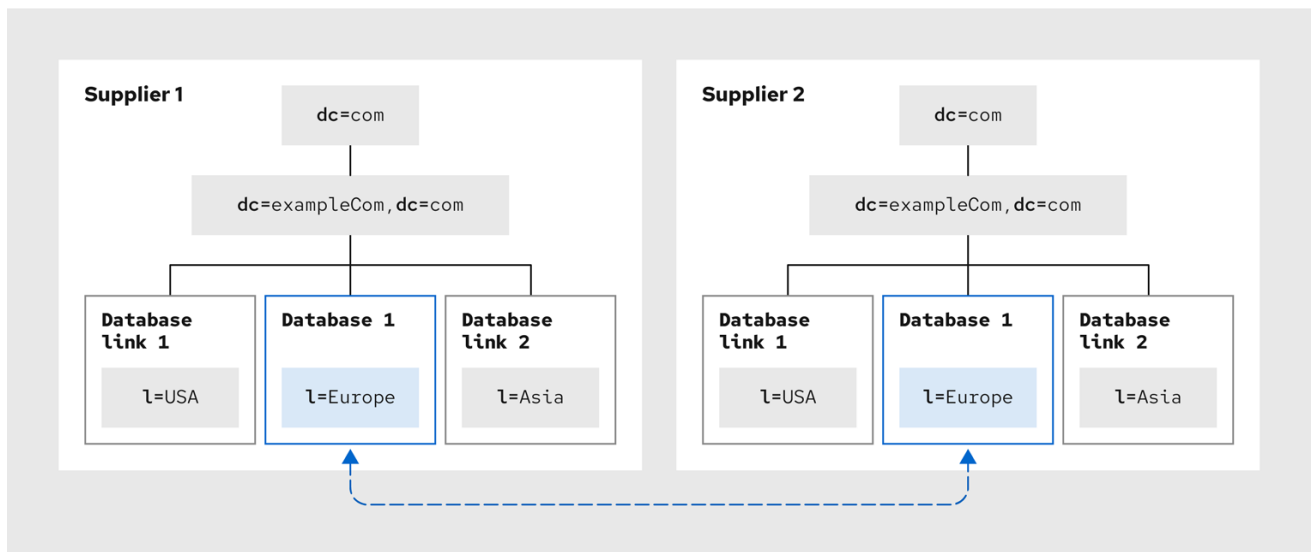 Supplier 1
dc=com
dc=exampleCom,dc=com
Database
link 1
l=USA
Database 1
l=Europe
Database
link 2
l=Asia
Supplier 2
dc=com
dc=exampleCom,dc=com
Database
link 1
l=USA
Database 1
l=Europe
Database
link 2
l=Asia